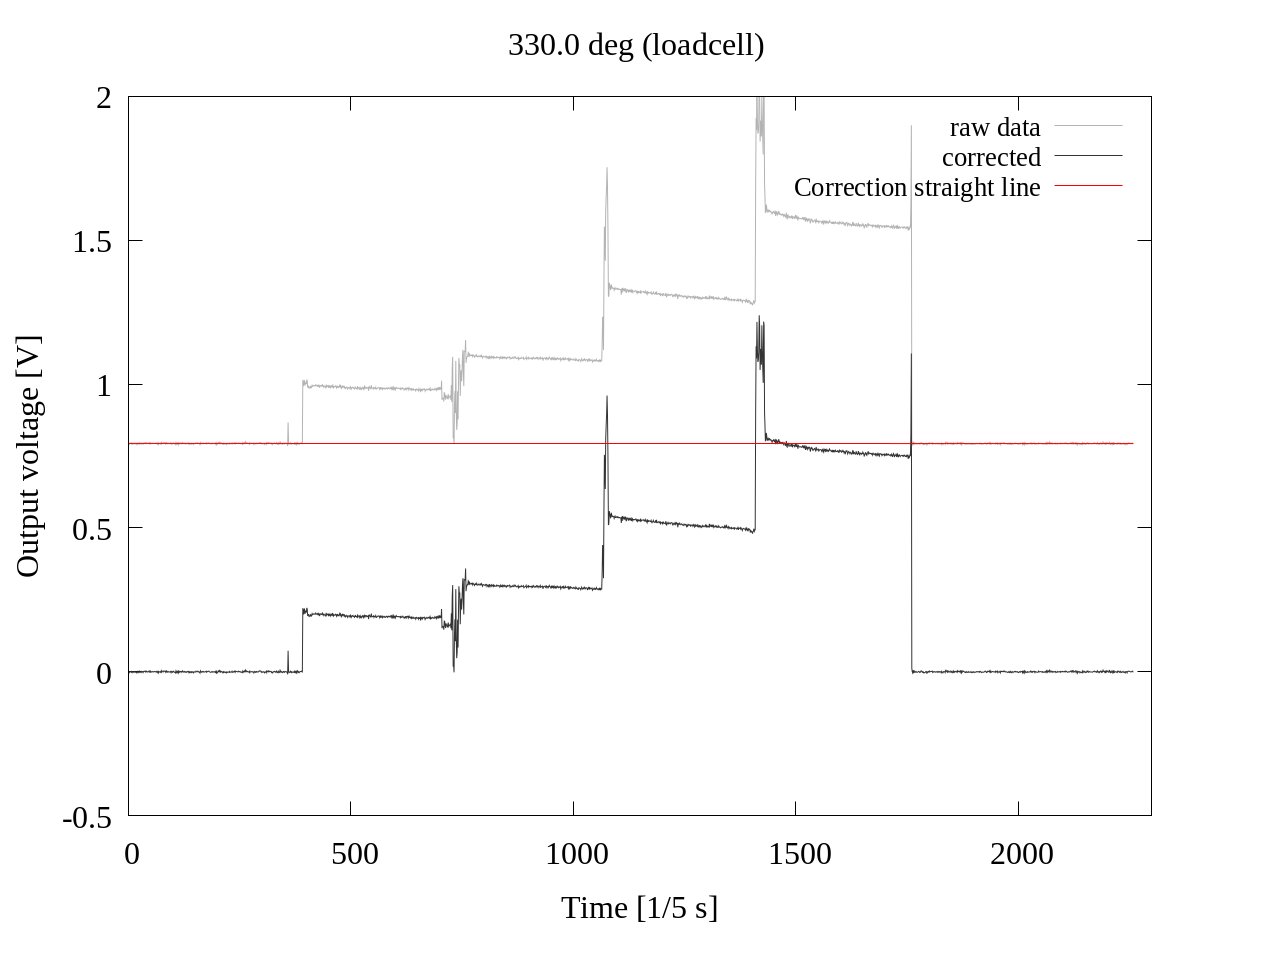 330.0 deg (loadcell)
2
1.5
1
0.5
0
-0.5
Output voltage [V]
raw data
corrected
Correction straight line
0 500 1000 1500 2000
Time [1/5 s]